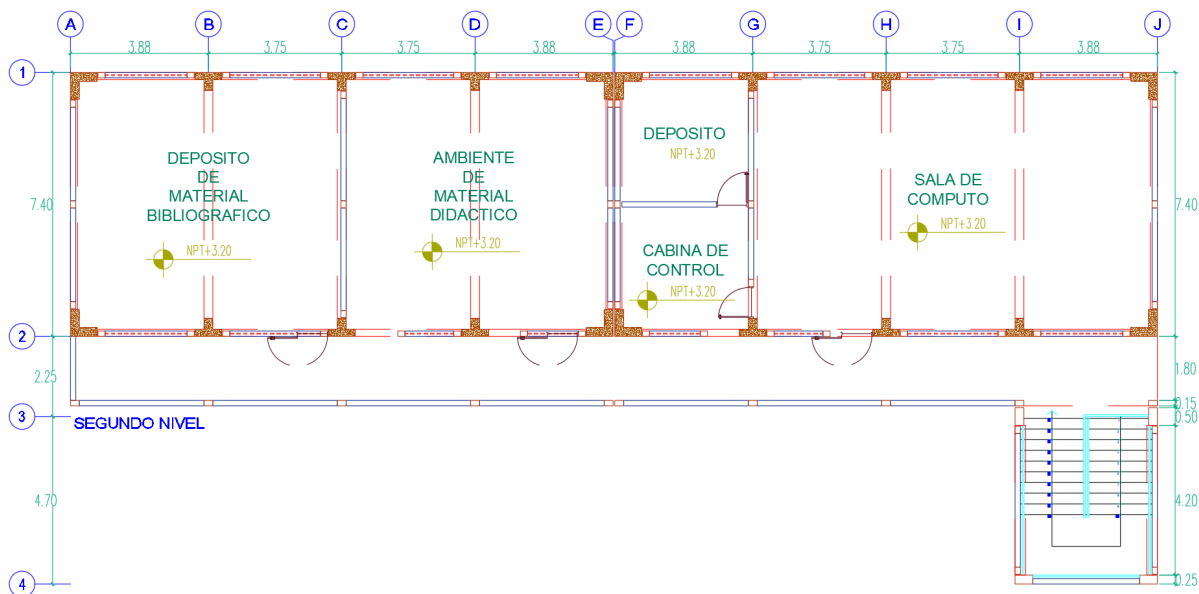 A B C D E F G H I J
3.88 3.75 3.75 3.88 3.88 3.75 3.75 3.88
1
DEPOSITO
DE
MATERIAL
BIBLIOGRAFICO
NPT+3.20
AMBIENTE
DE
MATERIAL
DIDACTICO
NPT+3.20
DEPOSITO
NPT+3.20
CABINA DE
CONTROL
NPT+3.20
SALA DE
COMPUTO
NPT+3.20
7.40
7.40
2
2.25
1.80
0.15
0.50
3
SEGUNDO NIVEL
4.70
4.20
0.25
4